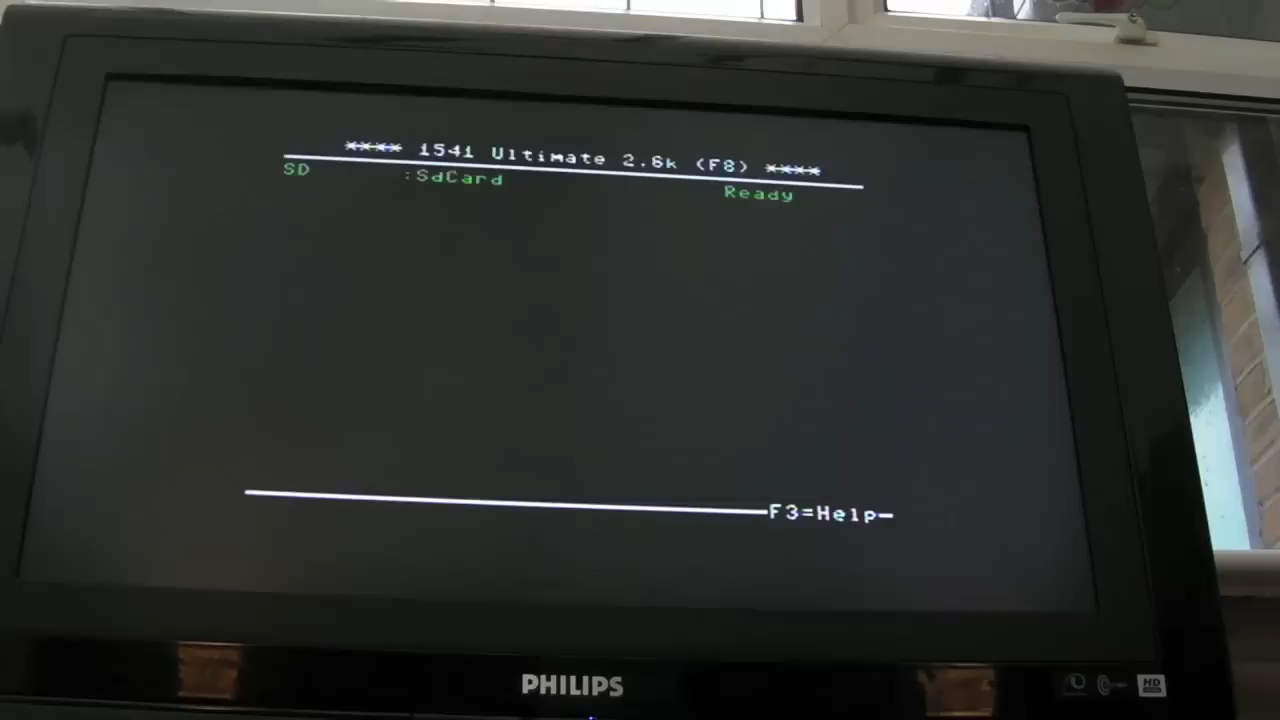 **** 1541 Ultimate 2.6k (F8) ****
SD :SdCard Ready
F3=Help
PHILIPS
HD